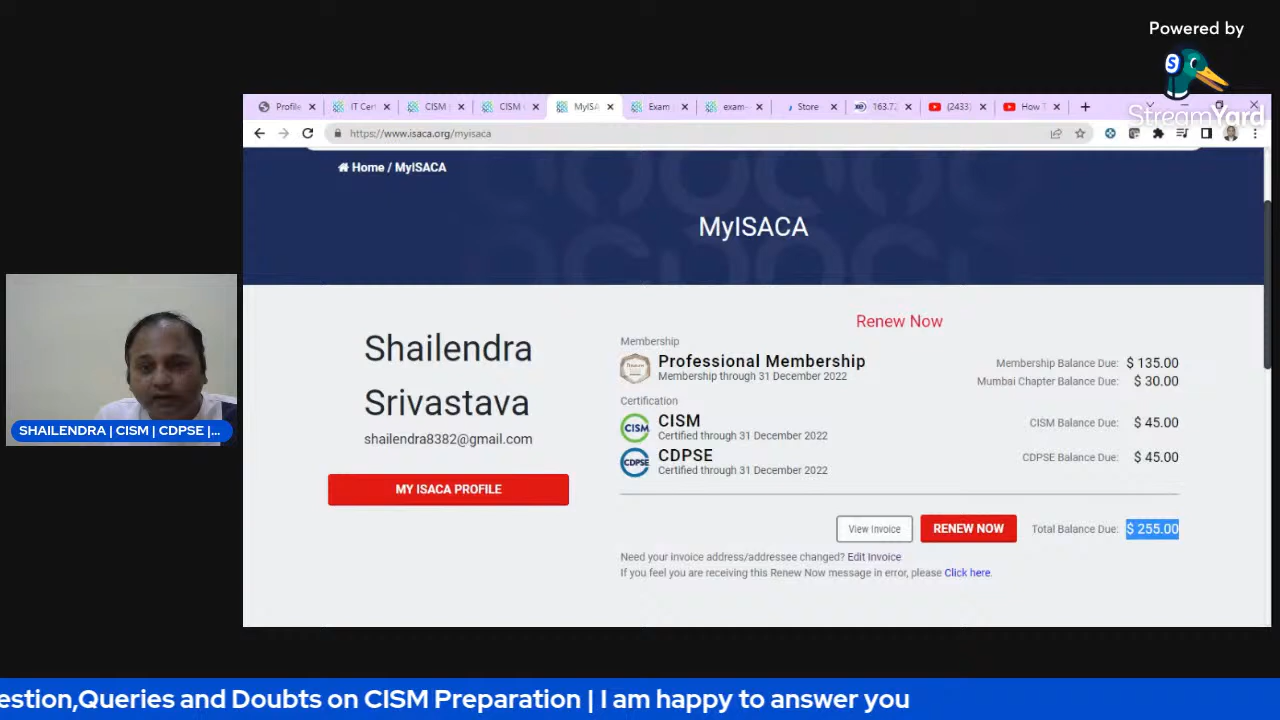 Powered by
StreamYard
Profile
IT Cert
CISM
CISM
MyISA
Exam
exam-
Store
163.72
(2433)
How T
https://www.isaca.org/myisaca
Home / MyISACA
MyISACA
Shailendra
Srivastava
shailendra8382@gmail.com
MY ISACA PROFILE
Renew Now
Membership
Professional Membership
Membership through 31 December 2022
Membership Balance Due: $ 135.00
Mumbai Chapter Balance Due: $ 30.00
Certification
CISM
CISM
Certified through 31 December 2022
CISM Balance Due: $ 45.00
CDPSE
CDPSE
Certified through 31 December 2022
CDPSE Balance Due: $ 45.00
View Invoice
RENEW NOW
Total Balance Due: $ 255.00
Need your invoice address/addressee changed? Edit Invoice
If you feel you are receiving this Renew Now message in error, please Click here.
SHAILENDRA | CISM | CDPSE |...
estion,Queries and Doubts on CISM Preparation | I am happy to answer you